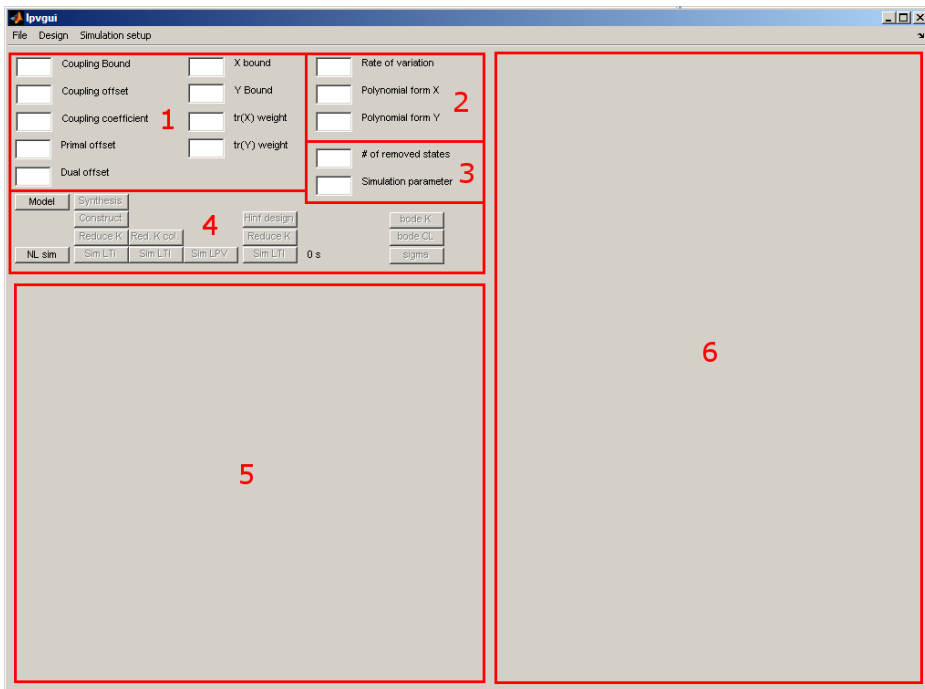 lpvgui
File Design Simulation setup
Coupling Bound X bound Rate of variation
Coupling offset Y Bound Polynomial form X
2
Coupling coefficient 1 tr(X) weight Polynomial form Y
Primal offset tr(Y) weight # of removed states
3
Dual offset Simulation parameter
Model Synthesis
Construct 4 Hinf design bode K
Reduce K Red. K col. Reduce K bode CL
NL sim Sim LTI Sim LTI Sim LPV Sim LTI 0 s sigma
6
5